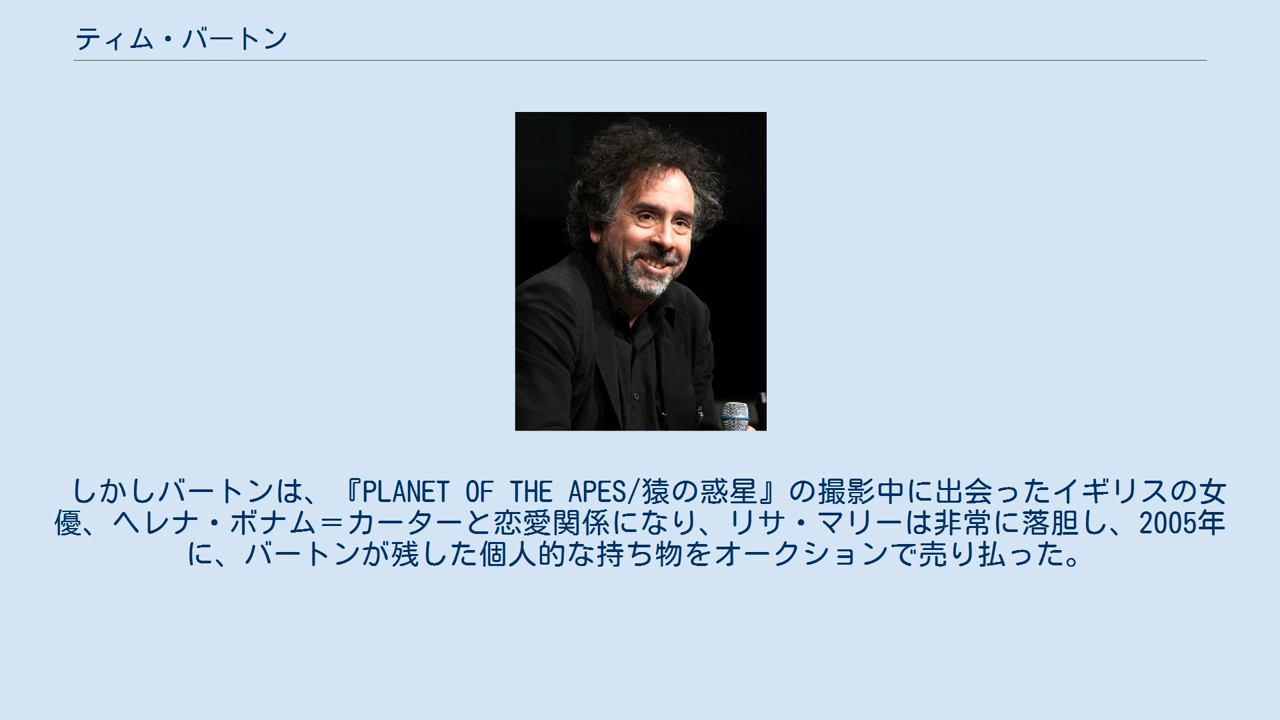 ティム・バートン
しかしバートンは、『PLANET OF THE APES/猿の惑星』の撮影中に出会ったイギリスの女
優、ヘレナ・ボナム＝カーターと恋愛関係になり、リサ・マリーは非常に落胆し、2005年
に、バートンが残した個人的な持ち物をオークションで売り払った。